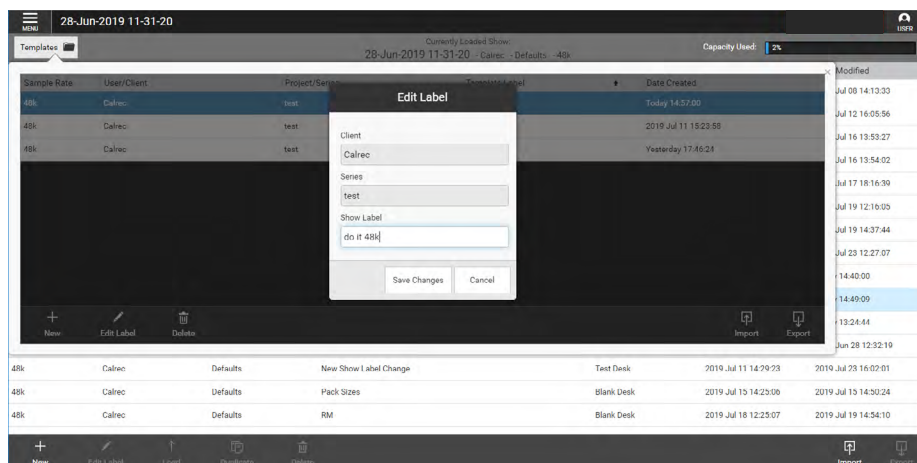 MENU
28-Jun-2019 11-31-20
USER
Templates
Currently Loaded Show:
28-Jun-2019 11-31-20 - Calrec - Defaults - 48k
Capacity Used: 2%
Modified
Sample Rate User/Client Project/Series Template Label Date Created
48k Calrec test Today 14:57:00
48k Calrec test 2019 Jul 11 15:23:58
48k Calrec test Yesterday 17:46:24
Edit Label
Client
Calrec
Series
test
Show Label
do it 48k
Save Changes Cancel
New Edit Label Delete Import Export
Jul 08 14:13:33
Jul 12 16:05:56
Jul 16 13:53:27
Jul 16 13:54:02
Jul 17 18:16:39
Jul 19 12:16:05
Jul 19 14:37:44
Jul 23 12:27:07
14:40:00
14:49:09
13:24:44
Jun 28 12:32:19
48k Calrec Defaults New Show Label Change Test Desk 2019 Jul 11 14:29:23 2019 Jul 23 16:02:01
48k Calrec Defaults Pack Sizes Blank Desk 2019 Jul 15 14:25:06 2019 Jul 15 14:50:24
48k Calrec Defaults RM Blank Desk 2019 Jul 18 12:25:07 2019 Jul 19 14:54:10
New Edit Label Load Duplicate Delete Import Export